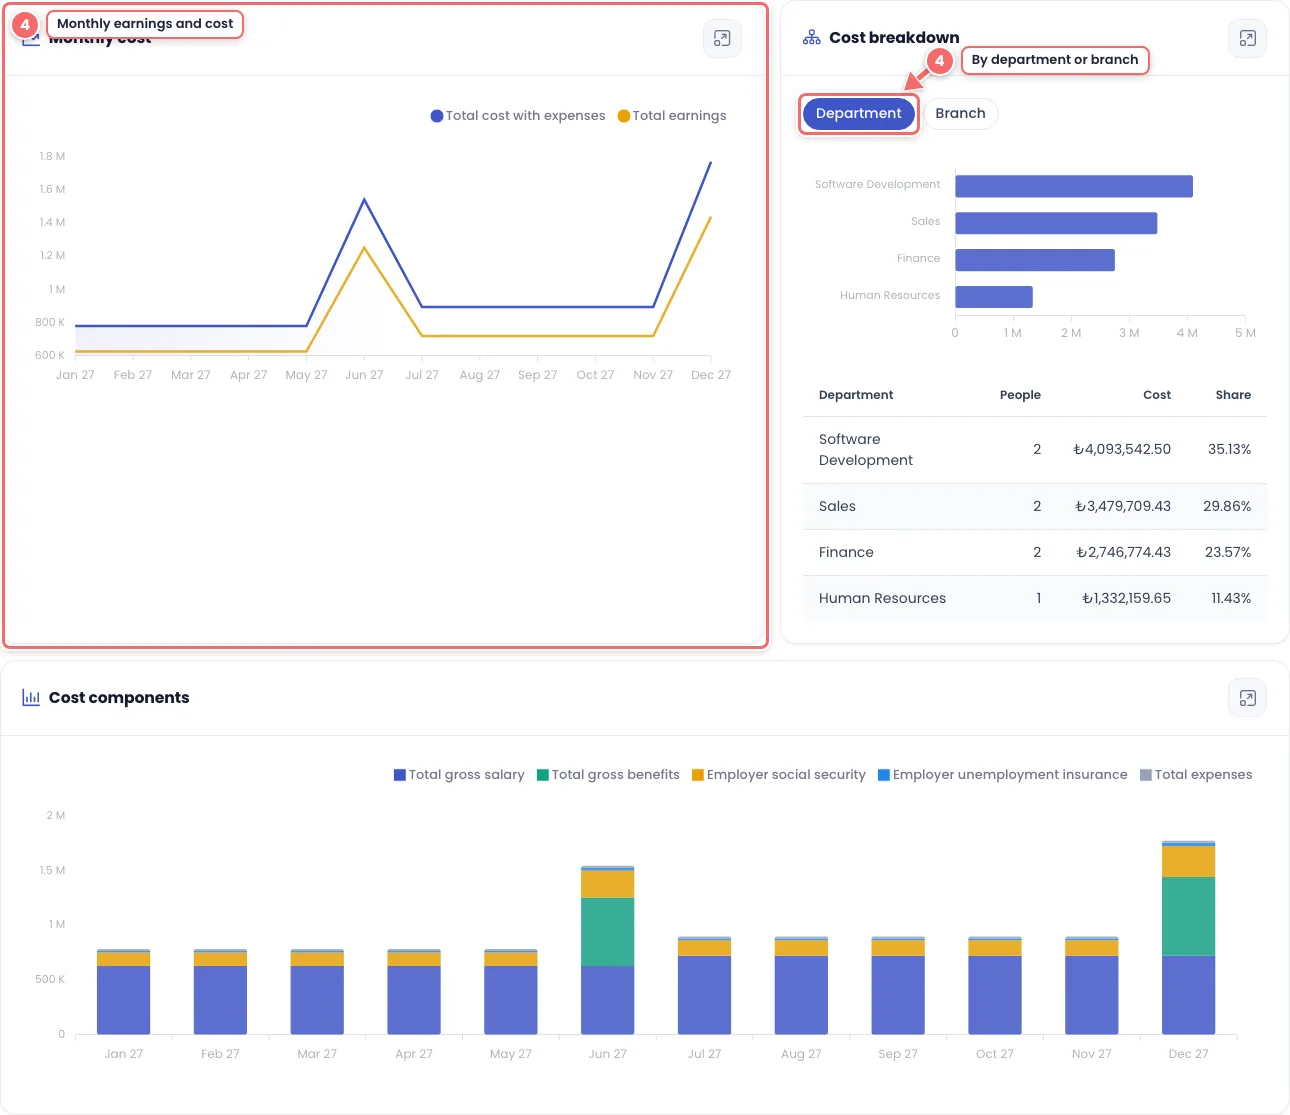 4 Monthly earnings and cost
Monthly cost
Total cost with expenses Total earnings
1.8 M
1.6 M
1.4 M
1.2 M
1 M
800 K
600 K
Jan 27 Feb 27 Mar 27 Apr 27 May 27 Jun 27 Jul 27 Aug 27 Sep 27 Oct 27 Nov 27 Dec 27
Cost breakdown
4 By department or branch
Department Branch
Software Development
Sales
Finance
Human Resources
0 1 M 2 M 3 M 4 M 5 M
Department People Cost Share
Software
Development 2 ₺4,093,542.50 35.13%
Sales 2 ₺3,479,709.43 29.86%
Finance 2 ₺2,746,774.43 23.57%
Human Resources 1 ₺1,332,159.65 11.43%
Cost components
Total gross salary Total gross benefits Employer social security Employer unemployment insurance Total expenses
2 M
1.5 M
1 M
500 K
0
Jan 27 Feb 27 Mar 27 Apr 27 May 27 Jun 27 Jul 27 Aug 27 Sep 27 Oct 27 Nov 27 Dec 27